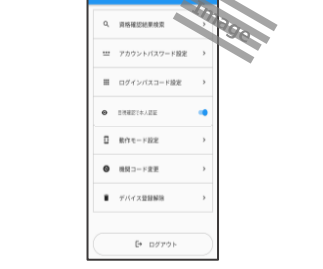 資格確認結果検索
アカウントパスワード設定
ログインパスコード設定
動作モード設定
機関コード変更
デバイス登録解除
ログアウト
Image